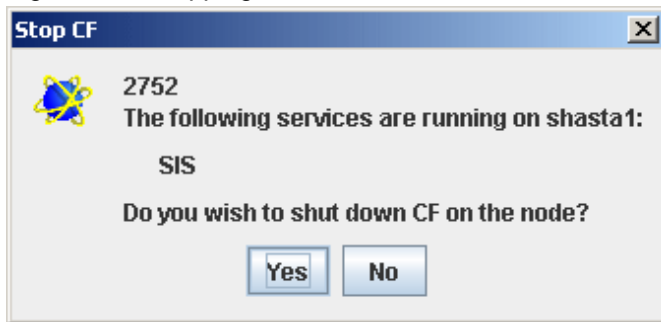 Stop CF
2752
The following services are running on shasta1:
SIS
Do you wish to shut down CF on the node?
Yes
No